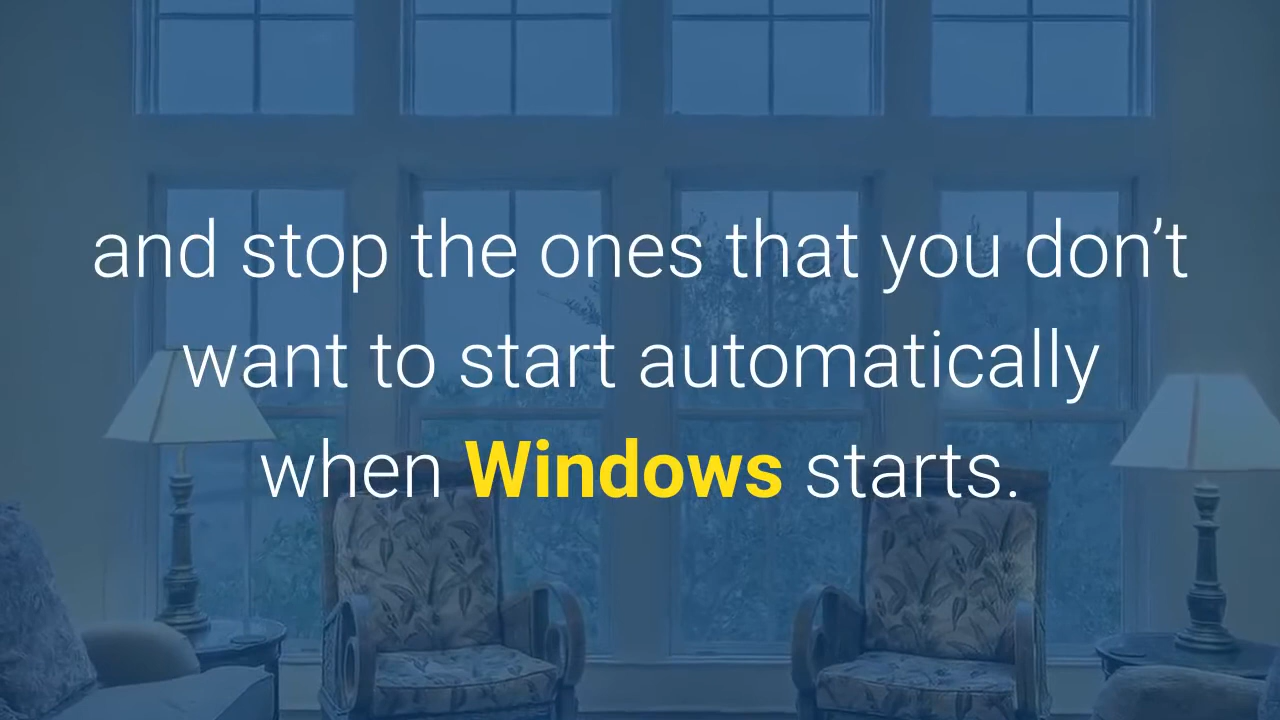 and stop the ones that you don’t
want to start automatically
when Windows starts.